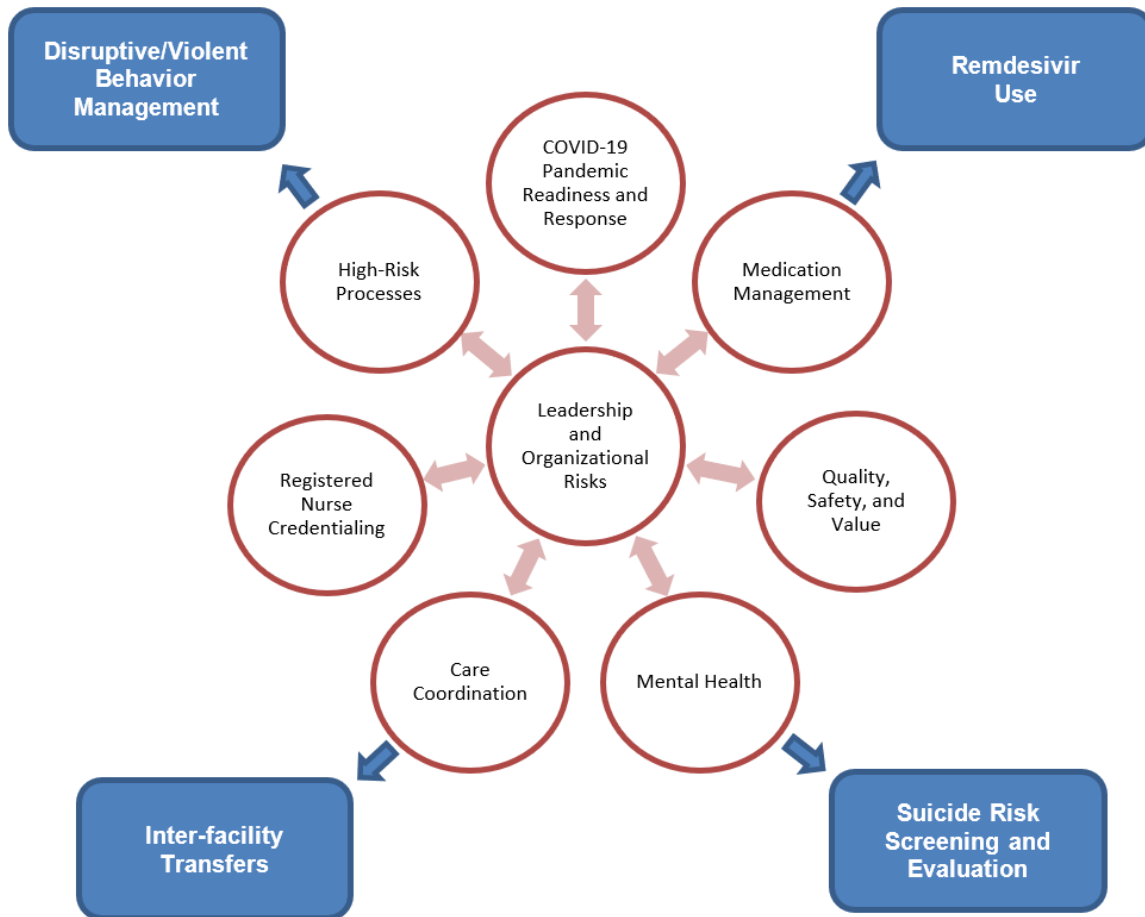 Disruptive/Violent
Behavior
Management
Remdesivir
Use
COVID-19
Pandemic
Readiness and
Response
High-Risk
Processes
Medication
Management
Leadership
and
Organizational
Risks
Registered
Nurse
Credentialing
Quality,
Safety, and
Value
Care
Coordination
Mental Health
Inter-facility
Transfers
Suicide Risk
Screening and
Evaluation